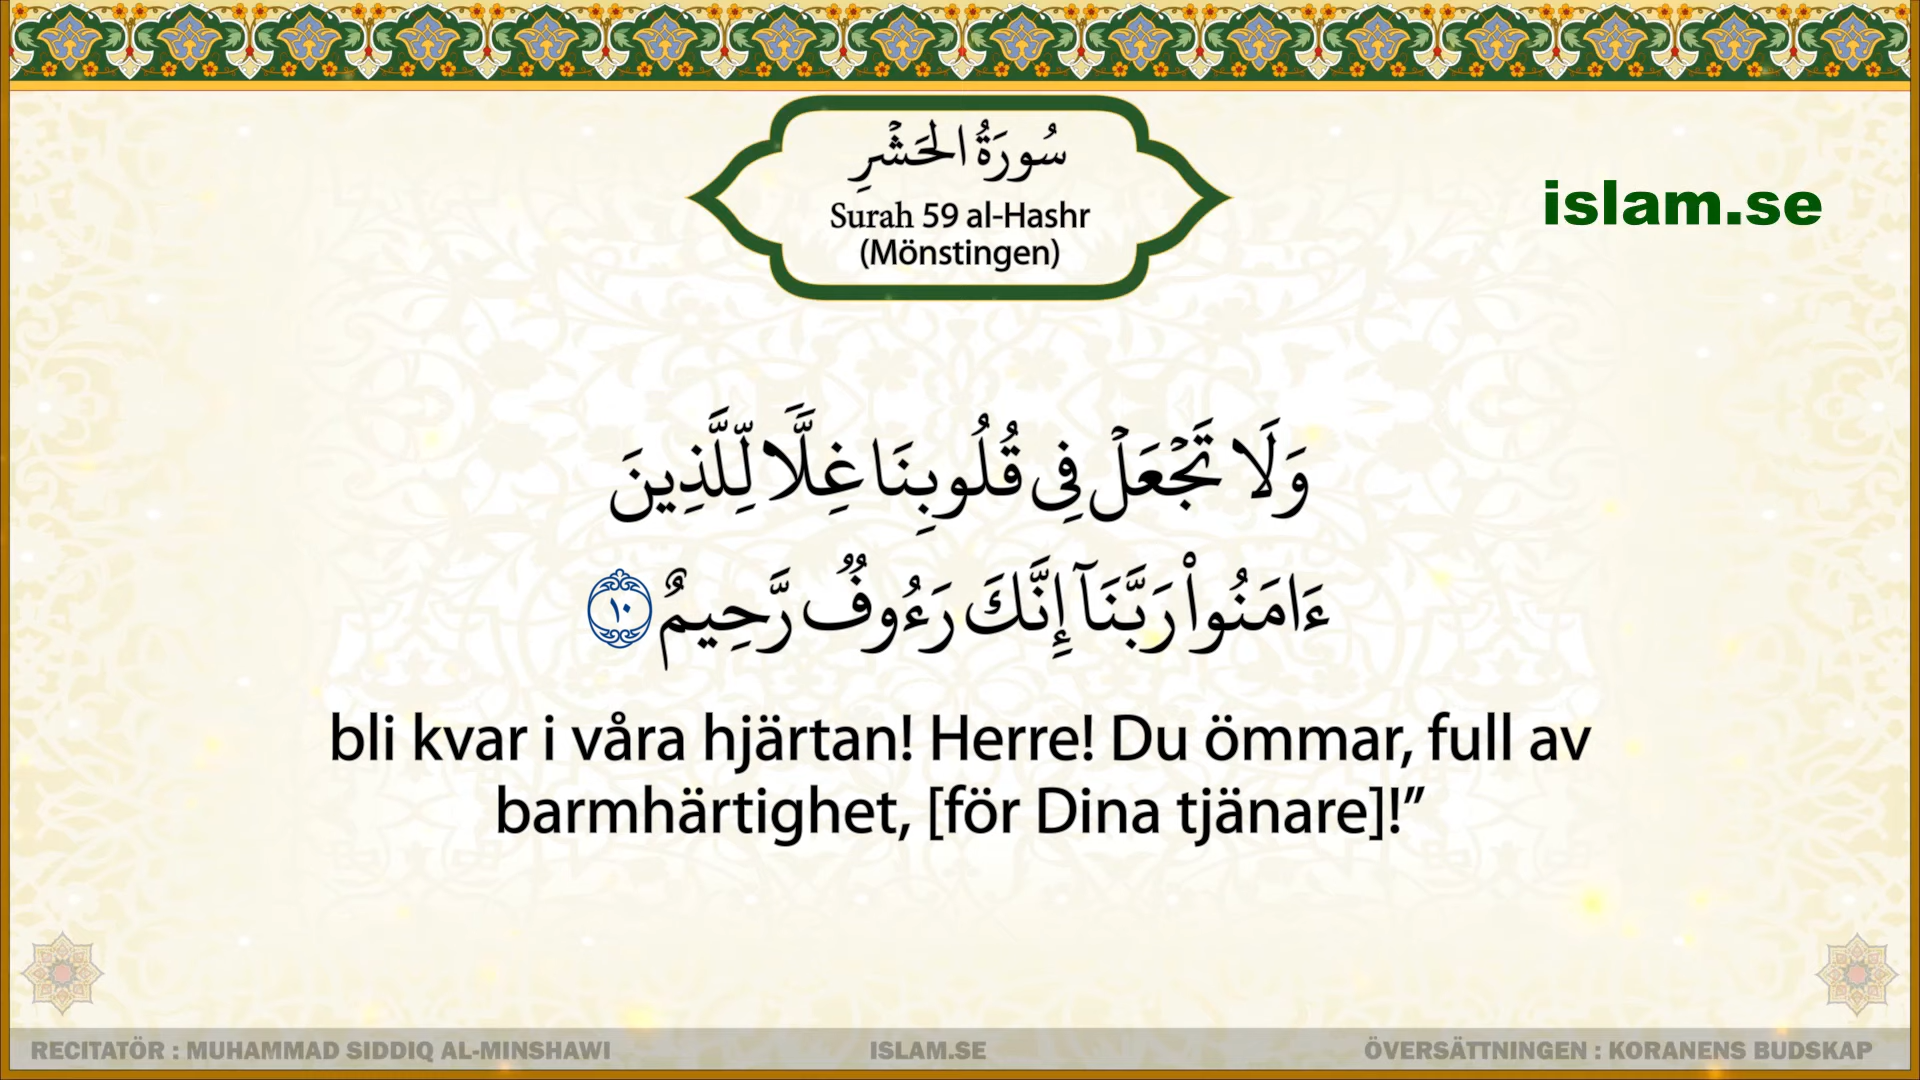 سُورَةُ الْحَشْرِ
Surah 59 al-Hashr
(Mönstingen)
islam.se
وَلَا تَجْعَلْ فِى قُلُوبِنَا غِلًّا لِّلَّذِينَ
ءَامَنُوا۟ رَبَّنَآ إِنَّكَ رَءُوفٌ رَّحِيمٌ ١٠
bli kvar i våra hjärtan! Herre! Du ömmar, full av
barmhärtighet, [för Dina tjänare]!”
RECITATÖR : MUHAMMAD SIDDIQ AL-MINSHAWI
ISLAM.SE
ÖVERSÄTTNINGEN : KORANENS BUDSKAP